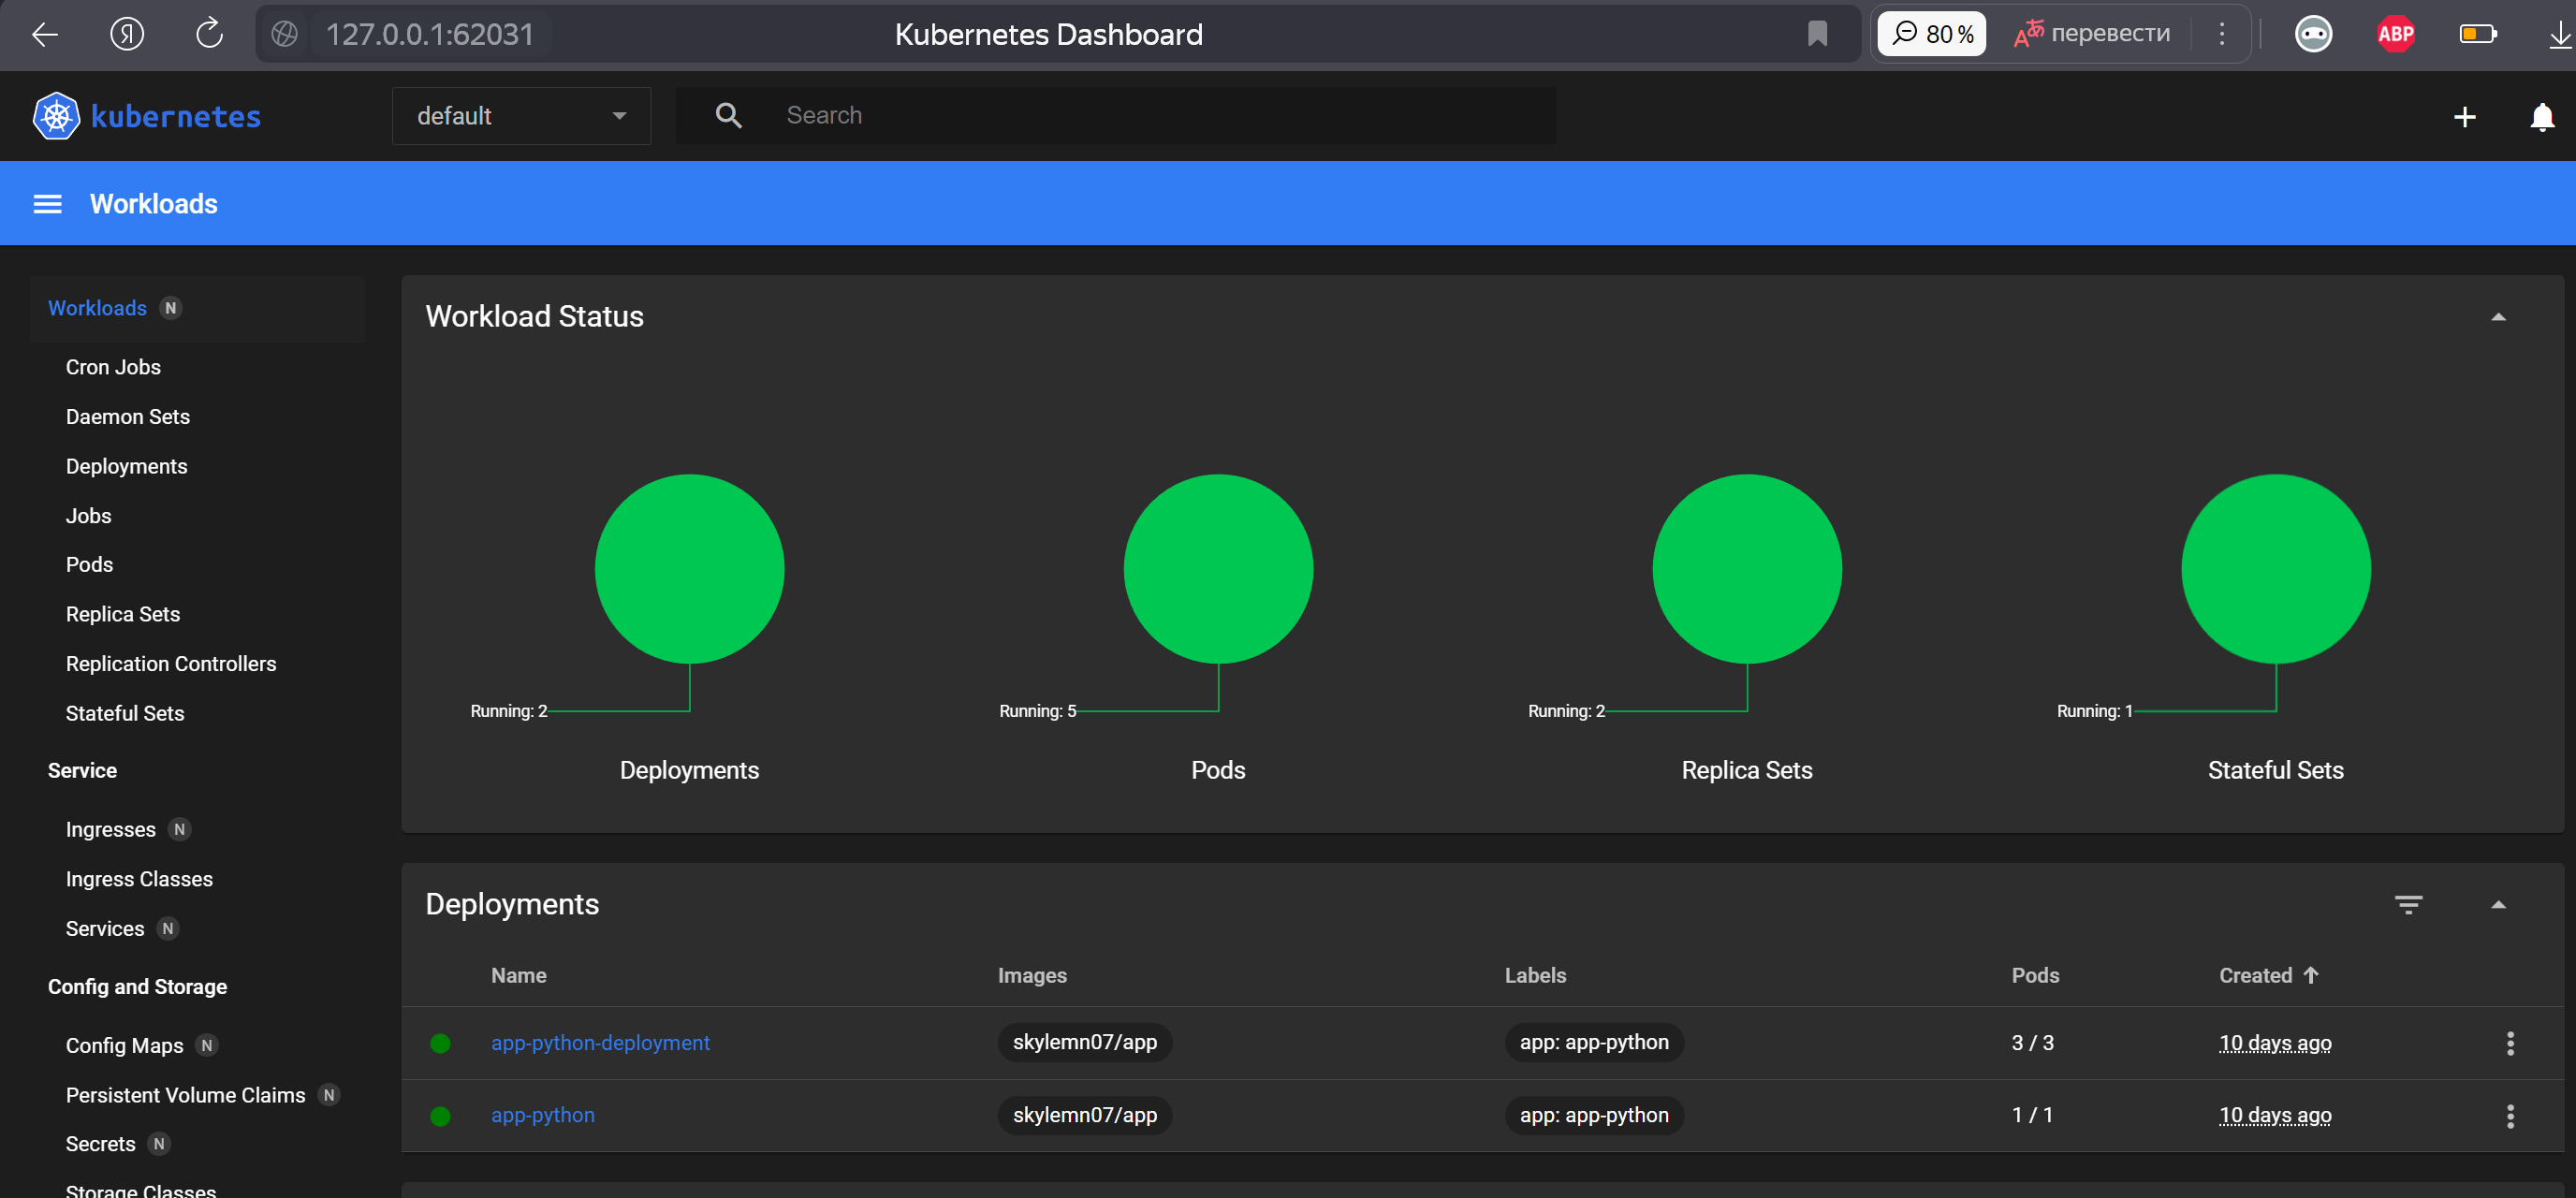 Я
127.0.0.1:62031
Kubernetes Dashboard
80 %
перевести
ABP
kubernetes
default
Search
Workloads
Workloads N
Cron Jobs
Daemon Sets
Deployments
Jobs
Pods
Replica Sets
Replication Controllers
Stateful Sets
Service
Ingresses N
Ingress Classes
Services N
Config and Storage
Config Maps N
Persistent Volume Claims N
Secrets N
Storage Classes
Workload Status
Running: 2
Deployments
Running: 5
Pods
Running: 2
Replica Sets
Running: 1
Stateful Sets
Deployments
Name Images Labels Pods Created
app-python-deployment skylemn07/app app: app-python 3 / 3 10 days ago
app-python skylemn07/app app: app-python 1 / 1 10 days ago